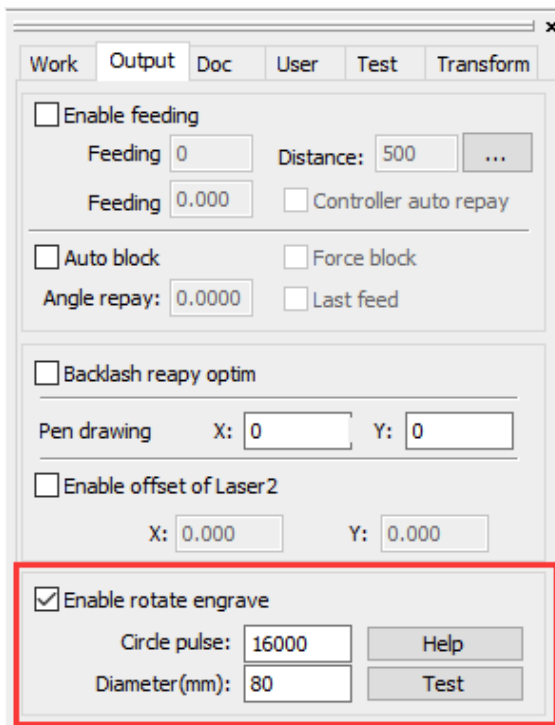 x
Work Output Doc User Test Transform
Enable feeding
Feeding 0 Distance: 500 ...
Feeding 0.000 Controller auto repay
Auto block Force block
Angle repay: 0.0000 Last feed
Backlash reapy optim
Pen drawing X: 0 Y: 0
Enable offset of Laser2
X: 0.000 Y: 0.000
Enable rotate engrave
Circle pulse: 16000 Help
Diameter(mm): 80 Test